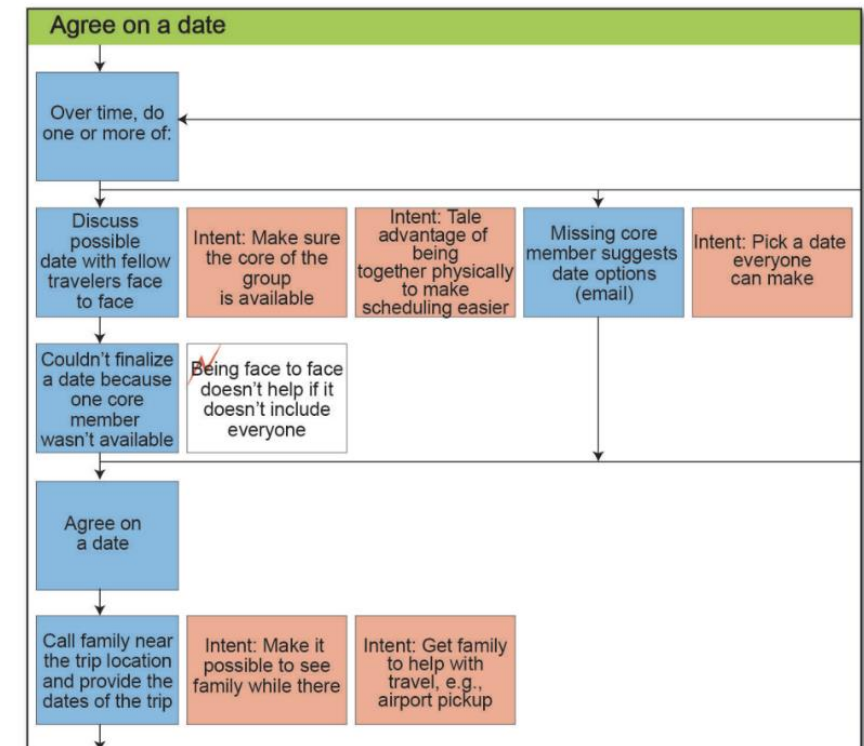 Agree on a date
Over time, do
one or more of:
Discuss
possible
date with fellow
travelers face
to face
Intent: Make sure
the core of the
group
is available
Intent: Tale
advantage of
being
together physically
to make
scheduling easier
Missing core
member suggests
date options
(email)
Intent: Pick a date
everyone
can make
Couldn't finalize
a date because
one core
member
wasn't available
Being face to face
doesn't help if it
doesn't include
everyone
Agree on
a date
Call family near
the trip location
and provide the
dates of the trip
Intent: Make it
possible to see
family while there
Intent: Get family
to help with
travel, e.g.,
airport pickup